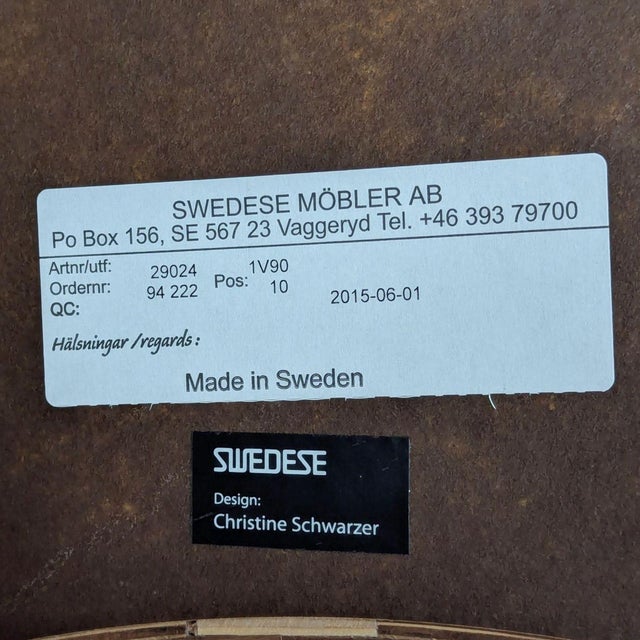 SWEDESE MÖBLER AB
Po Box 156, SE 567 23 Vaggeryd Tel. +46 393 79700
Artnr/utf: 29024 1V90
Ordernr: 94 222 Pos: 10 2015-06-01
QC:
Hälsningar /regards:
Made in Sweden
SWEDESE
Design:
Christine Schwarzer